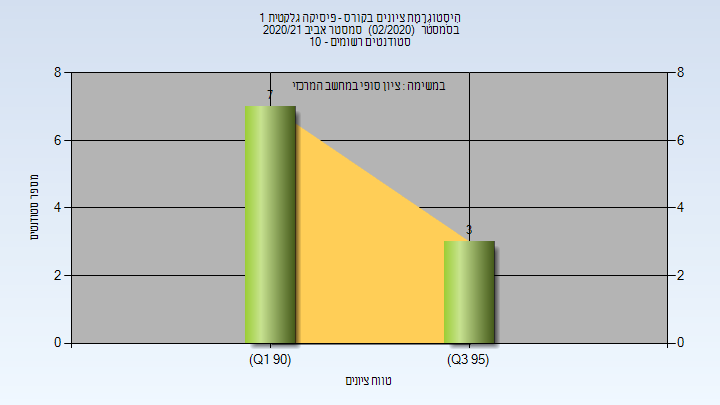 היסטוגרמת ציונים בקורס - פיסיקה גלקטית 1
בסמסטר (02/2020) סמסטר אביב 2020/21
סטודנטים רשומים - 10
במשימה : ציון סופי במחשב המרכזי
8
8
7
6
6
מספר סטודנטים
4
4
3
2
2
0
0
(Q1 90)
(Q3 95)
טווח ציונים